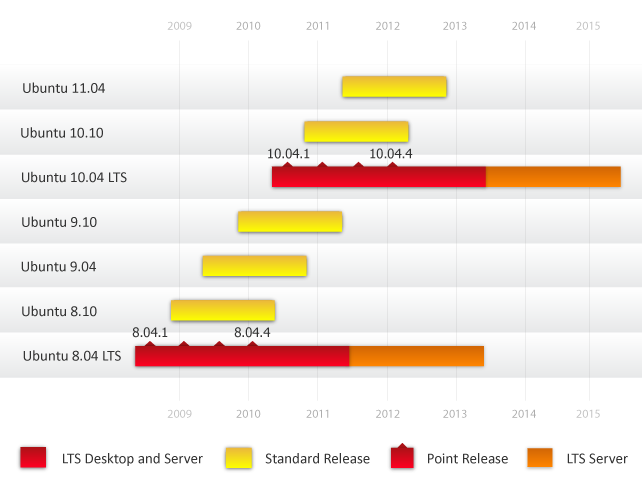 2009 2010 2011 2012 2013 2014 2015
Ubuntu 11.04
Ubuntu 10.10
10.04.1 10.04.4
Ubuntu 10.04 LTS
Ubuntu 9.10
Ubuntu 9.04
Ubuntu 8.10
8.04.1 8.04.4
Ubuntu 8.04 LTS
2009 2010 2011 2012 2013 2014 2015
LTS Desktop and Server Standard Release Point Release LTS Server